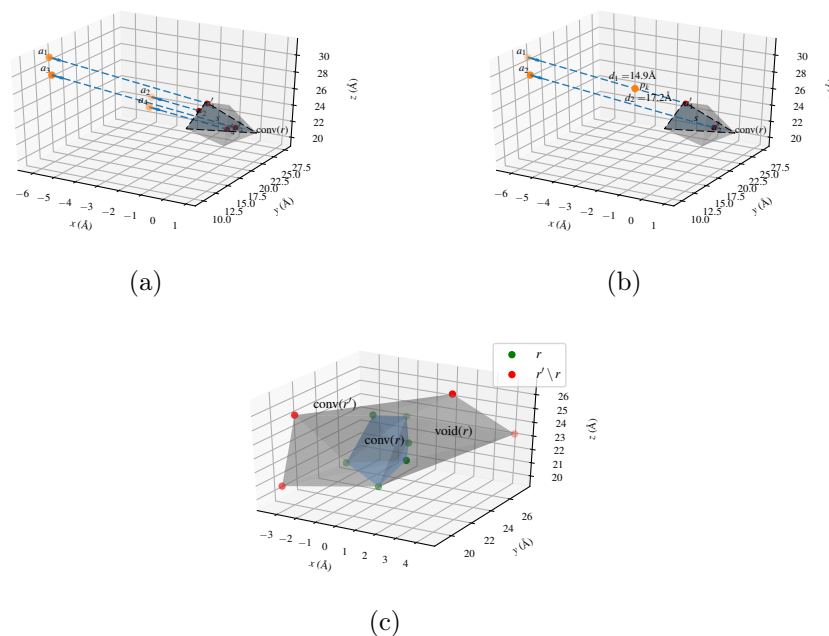 a₁
a₃
a₂
a₄
r'
conv(r)
30
28
26
24
22
20
z (Å)
−6
−5
−4
−3
−2
−1
0
1
x (Å)
10.0
12.5
15.0
17.5
20.0
22.5
25.0
27.5
y (Å)
(a)
a₁
a₂
d₁ =14.9Å
pₖ
d₂ =17.2Å
r'
s
conv(r)
30
28
26
24
22
20
−6
−5
−4
−3
−2
−1
0
1
x (Å)
10.0
12.5
15.0
17.5
20.0
22.5
25.0
27.5
y (Å)
(b)
r
r′ \ r
conv(r′)
conv(r)
void(r)
26
25
24
23
22
21
20
z (Å)
−3
−2
−1
0
1
2
3
4
x (Å)
20
22
24
26
y (Å)
(c)